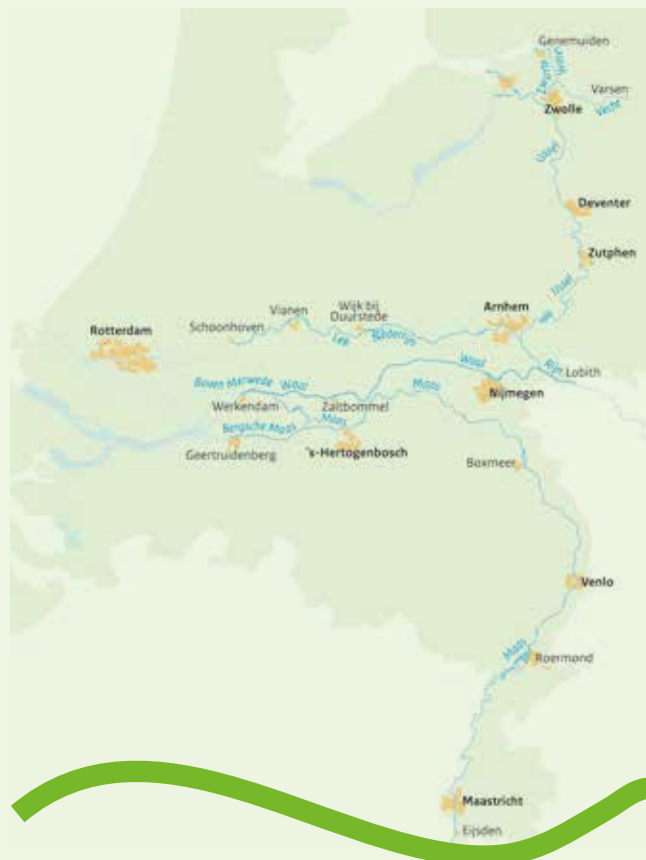 Genemuiden
Zwarte
Water
Varsen
Vecht
Zwolle
IJssel
Deventer
Zutphen
IJssel
Arnhem
Wijk bij
Duurstede
Vianen
Schoonhoven
Rotterdam
Lek
Nederrijn
Waal
Rijn
Lobith
Nijmegen
Boven Merwede
Waal
Maas
Werkendam
Zaltbommel
Maas
Bergsche Maas
Geertruidenberg
's-Hertogenbosch
Boxmeer
Venlo
Maas
Roermond
Maastricht
Eijsden